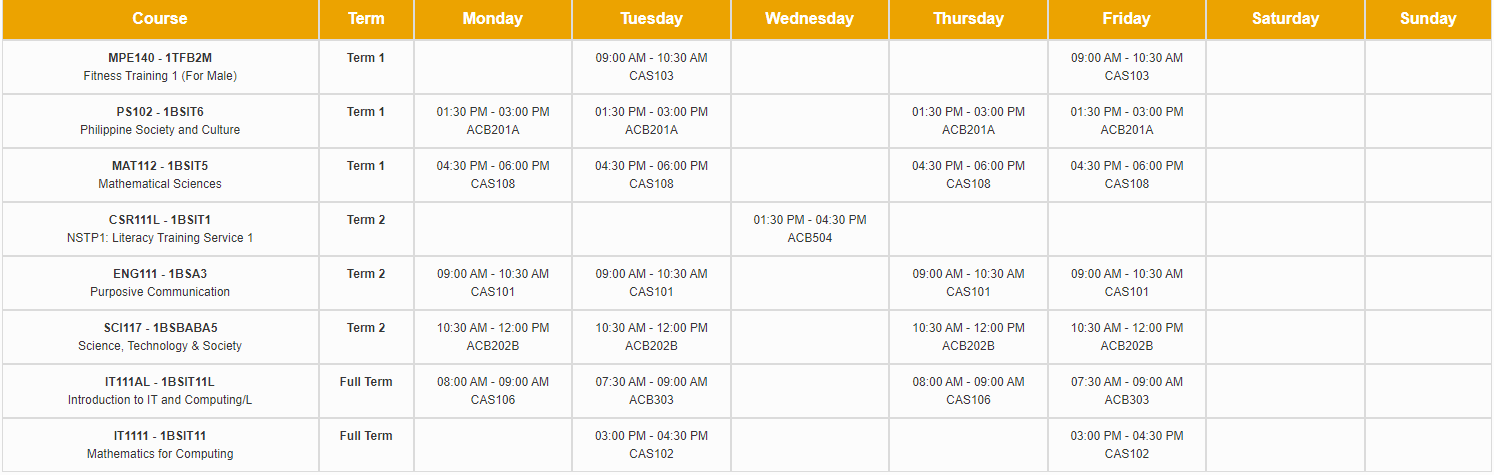 Course Term Monday Tuesday Wednesday Thursday Friday Saturday Sunday
MPE140 - 1TFB2M Term 1 09:00 AM - 10:30 AM 09:00 AM - 10:30 AM
Fitness Training 1 (For Male) CAS103 CAS103
PS102 - 1BSIT6 Term 1 01:30 PM - 03:00 PM 01:30 PM - 03:00 PM 01:30 PM - 03:00 PM 01:30 PM - 03:00 PM
Philippine Society and Culture ACB201A ACB201A ACB201A ACB201A
MAT112 - 1BSIT5 Term 1 04:30 PM - 06:00 PM 04:30 PM - 06:00 PM 04:30 PM - 06:00 PM 04:30 PM - 06:00 PM
Mathematical Sciences CAS108 CAS108 CAS108 CAS108
CSR111L - 1BSIT1 Term 2 01:30 PM - 04:30 PM
NSTP1: Literacy Training Service 1 ACB504
ENG111 - 1BSA3 Term 2 09:00 AM - 10:30 AM 09:00 AM - 10:30 AM 09:00 AM - 10:30 AM 09:00 AM - 10:30 AM
Purposive Communication CAS101 CAS101 CAS101 CAS101
SCI117 - 1BSBABA5 Term 2 10:30 AM - 12:00 PM 10:30 AM - 12:00 PM 10:30 AM - 12:00 PM 10:30 AM - 12:00 PM
Science, Technology & Society ACB202B ACB202B ACB202B ACB202B
IT111AL - 1BSIT11L Full Term 08:00 AM - 09:00 AM 07:30 AM - 09:00 AM 08:00 AM - 09:00 AM 07:30 AM - 09:00 AM
Introduction to IT and Computing/L CAS106 ACB303 CAS106 ACB303
IT1111 - 1BSIT11 Full Term 03:00 PM - 04:30 PM 03:00 PM - 04:30 PM
Mathematics for Computing CAS102 CAS102